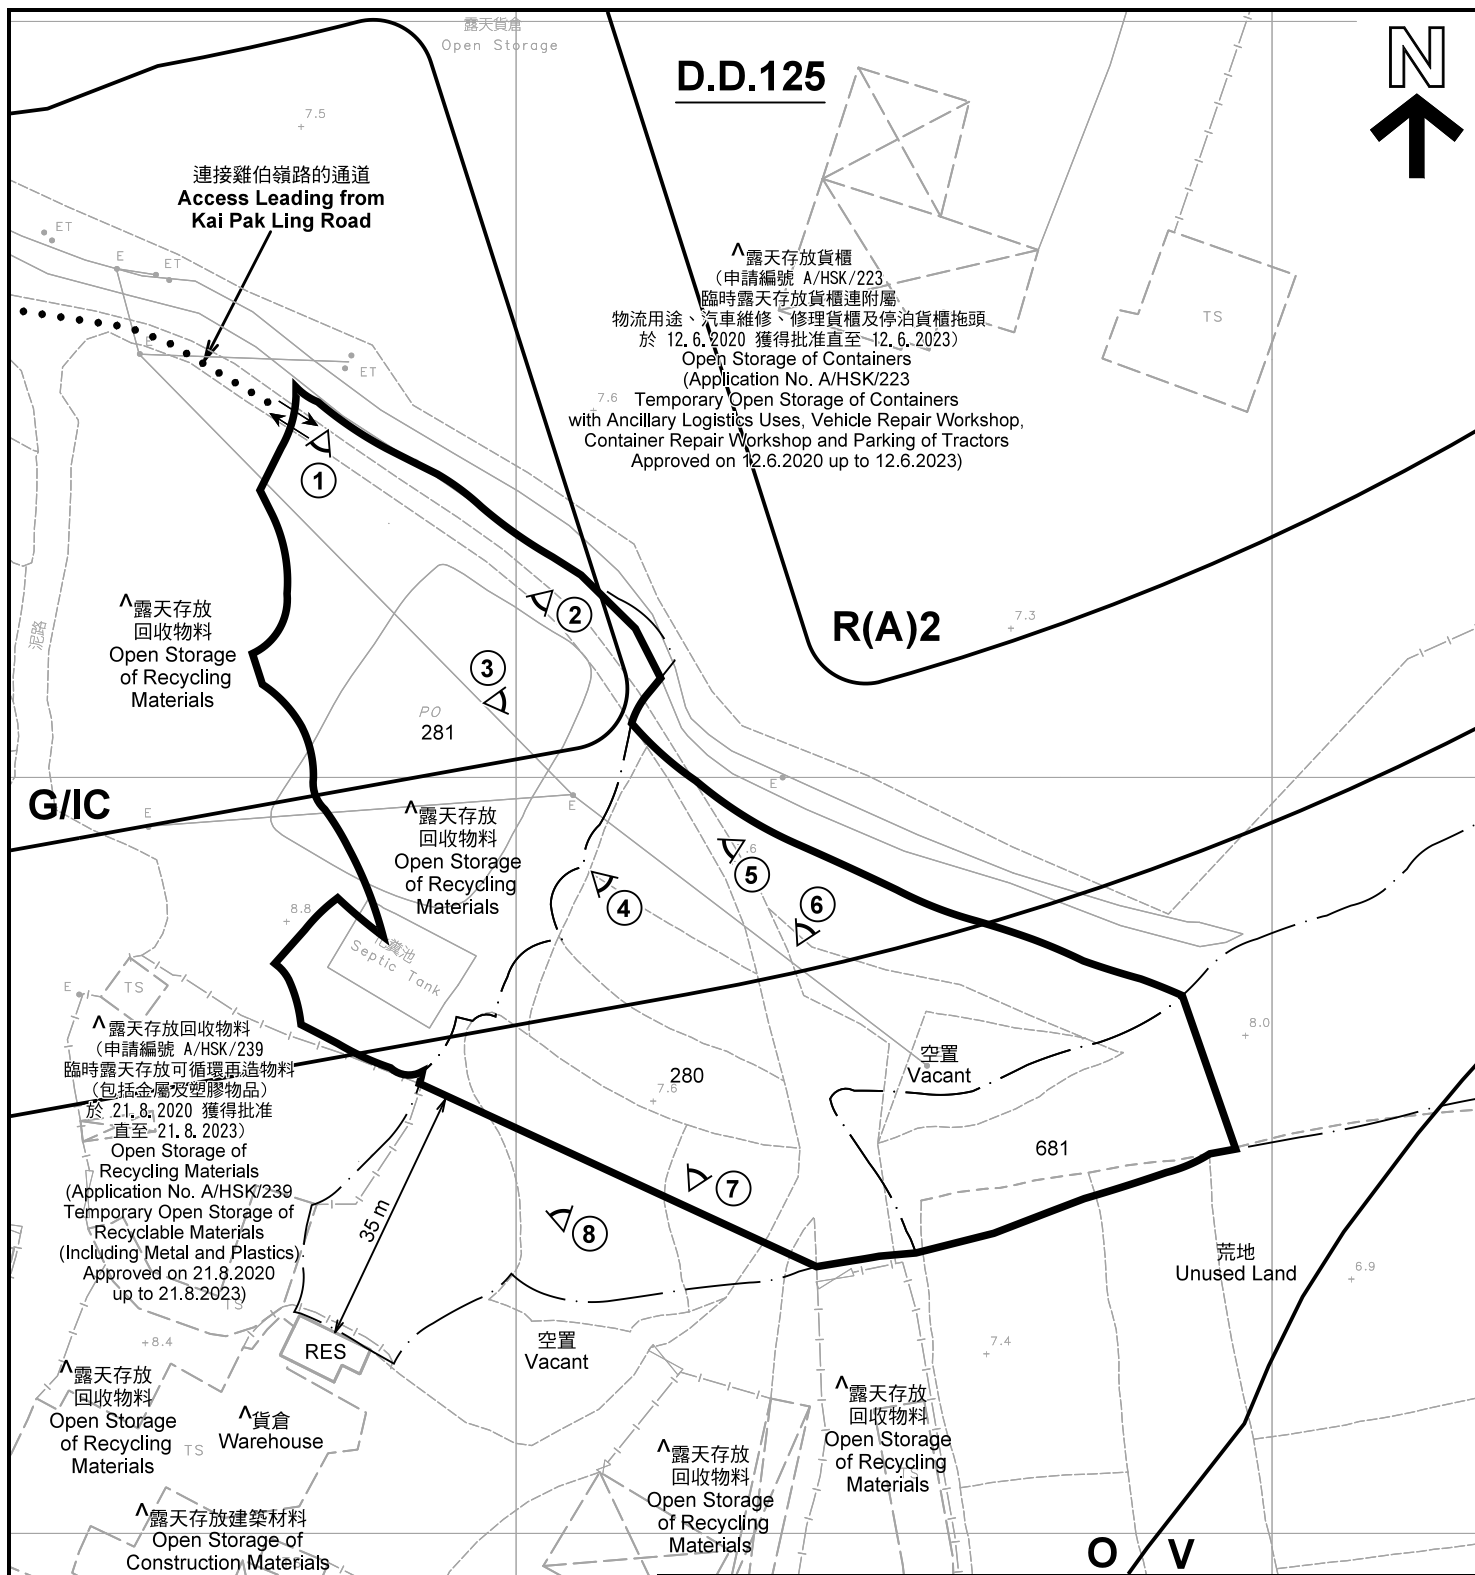 露天貨倉
Open Storage
D.D.125
N
7.5
連接雞伯嶺路的通道
Access Leading from
Kai Pak Ling Road
ET
E
ET
E
ET
^露天存放貨櫃
(申請編號 A/HSK/223
臨時露天存放貨櫃連附屬
物流用途、汽車維修、修理貨櫃及停泊貨櫃拖頭
於 12.6.2020 獲得批准直至 12.6.2023)
Open Storage of Containers
(Application No. A/HSK/223
Temporary Open Storage of Containers
with Ancillary Logistics Uses, Vehicle Repair Workshop,
Container Repair Workshop and Parking of Tractors
Approved on 12.6.2020 up to 12.6.2023)
7.6
TS
1
2
3
R(A)2
7.3
泥路
^露天存放
回收物料
Open Storage
of Recycling
Materials
PO
281
G/IC
E
E
E
^露天存放
回收物料
Open Storage
of Recycling
Materials
4
5
.6
6
8.8
化糞池
Septic Tank
E
TS
^露天存放回收物料
(申請編號 A/HSK/239
臨時露天存放可循環再造物料
(包括金屬及塑膠物品)
於 21.8.2020 獲得批准
直至 21.8.2023)
Open Storage of
Recycling Materials
(Application No. A/HSK/239
Temporary Open Storage of
Recyclable Materials
(Including Metal and Plastics)
Approved on 21.8.2020
up to 21.8.2023)
TS
280
7.6
空置
Vacant
8.0
681
7
8
35 m
荒地
Unused Land
6.9
7.4
8.4
RES
空置
Vacant
^露天存放
回收物料
Open Storage
of Recycling
Materials
TS
^貨倉
Warehouse
^露天存放
回收物料
Open Storage
of Recycling
Materials
TS
^露天存放
回收物料
Open Storage
of Recycling
Materials
^露天存放建築材料
Open Storage of
Construction Materials
O
V